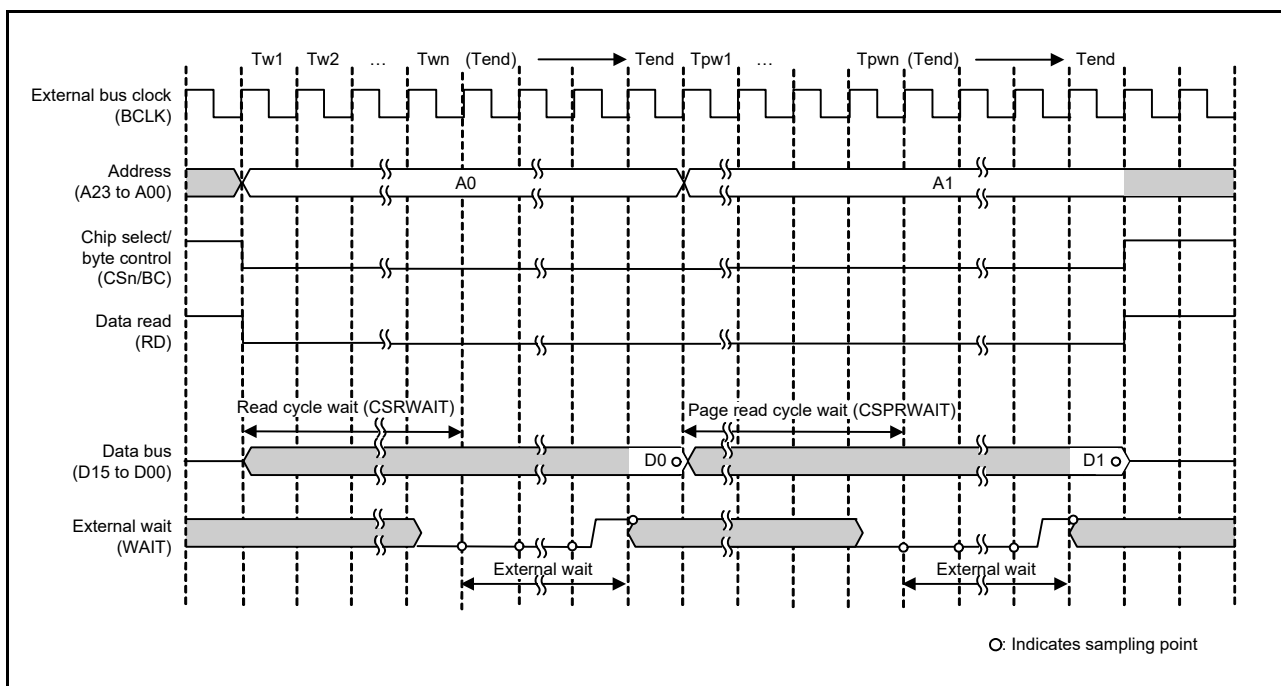 Tw1 Tw2 … Twn (Tend) Tend Tpw1 … Tpwn (Tend) Tend
External bus clock
(BCLK)
Address
(A23 to A00)
A0 A1
Chip select/
byte control
(CSn/BC)
Data read
(RD)
Read cycle wait (CSRWAIT) Page read cycle wait (CSPRWAIT)
Data bus
(D15 to D00)
D0 D1
External wait
(WAIT)
External wait External wait
: Indicates sampling point